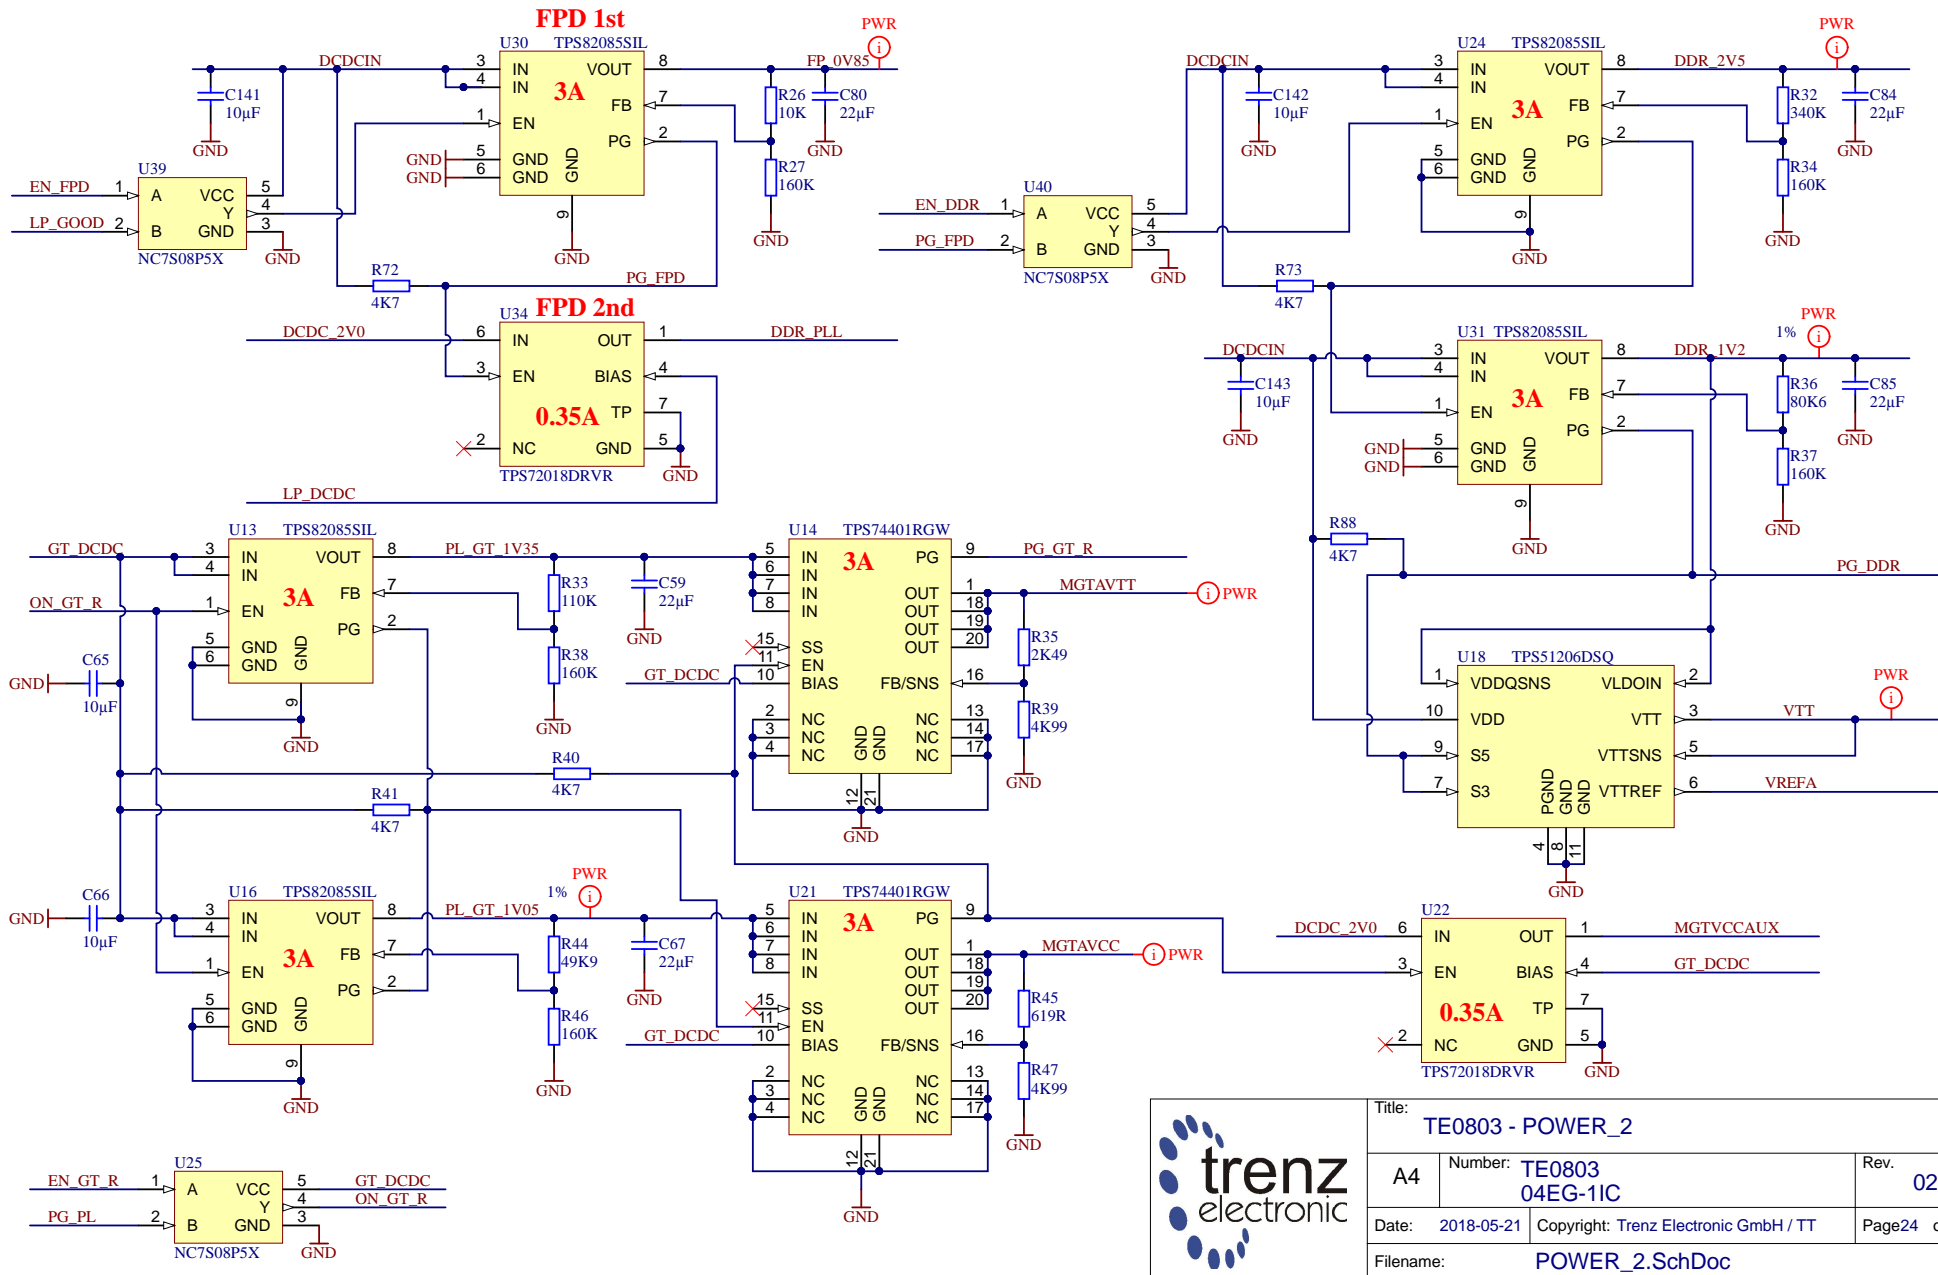 FPD 1st
U30 TPS82085SIL
DCDCIN
3 IN VOUT 8
4 IN
3A
FB 7
1 EN
PG 2
GND 5 GND
GND 6 GND
GND
9
GND
FP_0V85
PWR
i
C141
10µF
GND
R26
10K
C80
22µF
GND
R27
160K
GND
U39
EN_FPD 1 A VCC 5
Y 4
LP_GOOD 2 B GND 3
NC7S08P5X
GND
R72
4K7
PG_FPD
U34 FPD 2nd
DCDC_2V0 6 IN OUT 1 DDR_PLL
3 EN BIAS 4
0.35A
TP 7
2 NC GND 5
TPS72018DRVR
GND
LP_DCDC
U24 TPS82085SIL
DCDCIN
3 IN VOUT 8 DDR_2V5
4 IN
3A
FB 7
1 EN
PG 2
5 GND
6 GND
GND
9
GND
PWR
i
C142
10µF
GND
R32
340K
C84
22µF
GND
R34
160K
GND
U40
EN_DDR 1 A VCC 5
Y 4
PG_FPD 2 B GND 3
NC7S08P5X
GND
R73
4K7
U31 TPS82085SIL
DCDCIN
3 IN VOUT 8 DDR_1V2
4 IN
3A
FB 7
1 EN
PG 2
GND 5 GND
GND 6 GND
GND
9
GND
1%
PWR
i
C143
10µF
GND
R36
80K6
C85
22µF
GND
R37
160K
GND
R88
4K7
PG_DDR
U18 TPS51206DSQ
1 VDDQSNS VLDOIN 2
10 VDD VTT 3 VTT
9 S5 VTTSNS 5
7 S3 VTTREF 6 VREFA
PGND
GND
GND
4
8
11
GND
PWR
i
U13 TPS82085SIL
GT_DCDC 3 IN VOUT 8 PL_GT_1V35
4 IN
3A
FB 7
ON_GT_R 1 EN
PG 2
5 GND
6 GND
GND
9
GND
C65
10µF
GND
R33
110K
C59
22µF
GND
R38
160K
GND
R40
4K7
R41
4K7
U14 TPS74401RGW
5 IN PG 9 PG_GT_R
6 IN
7 IN OUT 1 MGTAVTT
8 IN OUT 18
OUT 19
OUT 20
3A
15 SS
11 EN
GT_DCDC 10 BIAS FB/SNS 16
2 NC NC 13
3 NC NC 14
4 NC NC 17
GND
GND
12
21
GND
i PWR
R35
2K49
R39
4K99
GND
U16 TPS82085SIL
3 IN VOUT 8 PL_GT_1V05
4 IN
3A
FB 7
1 EN
PG 2
5 GND
6 GND
GND
9
GND
C66
10µF
GND
1%
PWR
i
R44
49K9
C67
22µF
GND
R46
160K
GND
U21 TPS74401RGW
5 IN PG 9
6 IN
7 IN OUT 1 MGTAVCC
8 IN OUT 18
OUT 19
OUT 20
3A
15 SS
11 EN
GT_DCDC 10 BIAS FB/SNS 16
2 NC NC 13
3 NC NC 14
4 NC NC 17
GND
GND
12
21
GND
i PWR
R45
619R
R47
4K99
GND
U22
DCDC_2V0 6 IN OUT 1 MGTVCCAUX
3 EN BIAS 4 GT_DCDC
0.35A
TP 7
2 NC GND 5
TPS72018DRVR
GND
U25
EN_GT_R 1 A VCC 5 GT_DCDC
Y 4 ON_GT_R
PG_PL 2 B GND 3
NC7S08P5X
GND
trenz
electronic
Title:
TE0803 - POWER_2
A4 Number: TE0803
04EG-1IC
Rev.
02
Date: 2018-05-21 Copyright: Trenz Electronic GmbH / TT Page24
Filename: POWER_2.SchDoc